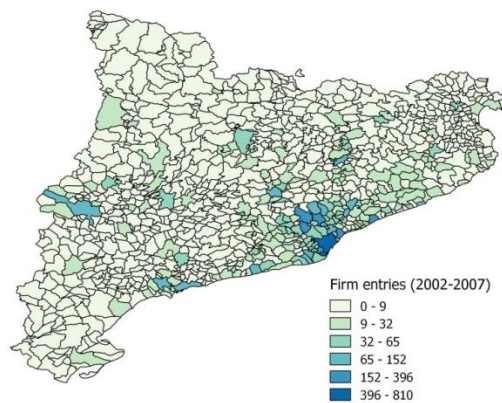 Firm entries (2002-2007)
0 - 9
9 - 32
32 - 65
65 - 152
152 - 396
396 - 810